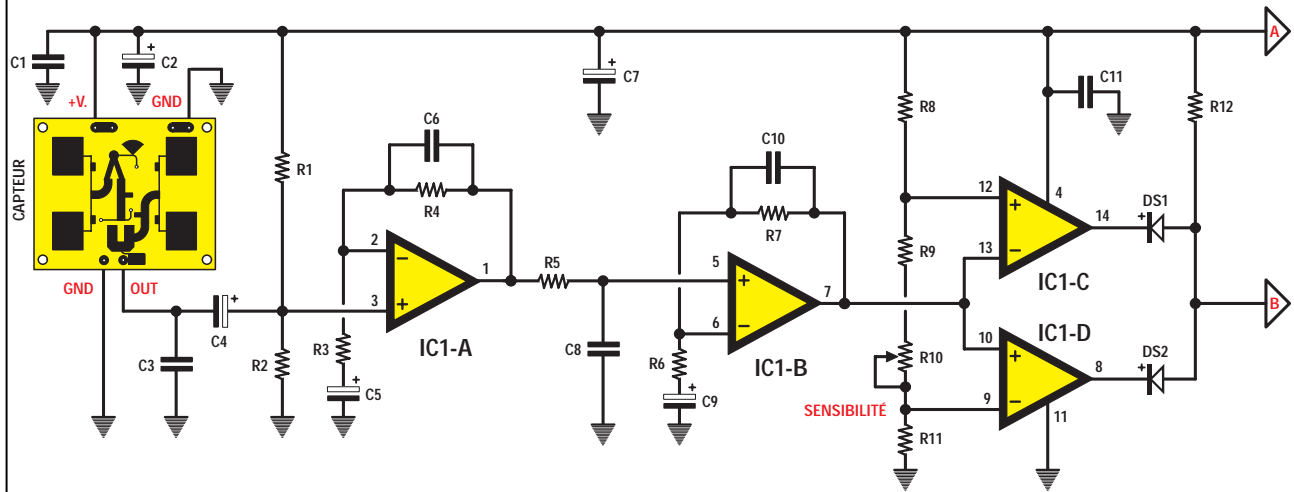 A
C1
C2
+V.
GND
C7
R8
C11
R12
CAPTEUR
R1
C6
R4
C10
R7
12
+
−
13
4
14
DS1
+
IC1-C
R9
2
−
3
+
1
IC1-A
R5
5
+
6
−
7
IC1-B
GND
OUT
C4
+
C3
R2
R3
C5
+
C8
R6
C9
+
R10
SENSIBILITÉ
R11
10
+
9
−
8
11
IC1-D
DS2
+
B
+
+